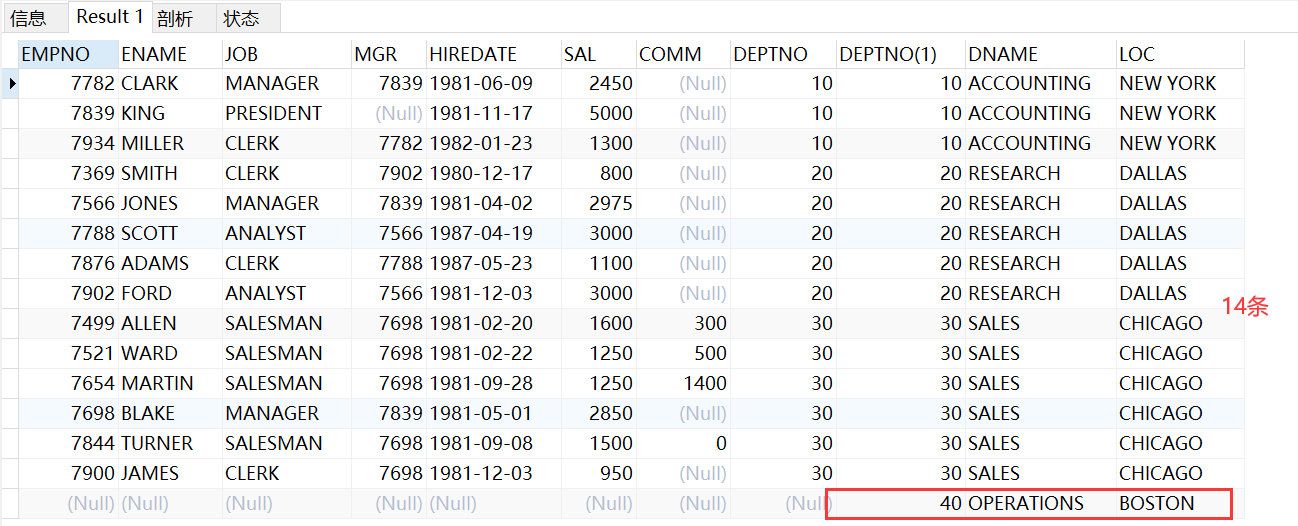 信息 Result 1 剖析 状态
EMPNO ENAME JOB MGR HIREDATE SAL COMM DEPTNO DEPTNO(1) DNAME LOC
7782 CLARK MANAGER 7839 1981-06-09 2450 (Null) 10 10 ACCOUNTING NEW YORK
7839 KING PRESIDENT (Null) 1981-11-17 5000 (Null) 10 10 ACCOUNTING NEW YORK
7934 MILLER CLERK 7782 1982-01-23 1300 (Null) 10 10 ACCOUNTING NEW YORK
7369 SMITH CLERK 7902 1980-12-17 800 (Null) 20 20 RESEARCH DALLAS
7566 JONES MANAGER 7839 1981-04-02 2975 (Null) 20 20 RESEARCH DALLAS
7788 SCOTT ANALYST 7566 1987-04-19 3000 (Null) 20 20 RESEARCH DALLAS
7876 ADAMS CLERK 7788 1987-05-23 1100 (Null) 20 20 RESEARCH DALLAS
7902 FORD ANALYST 7566 1981-12-03 3000 (Null) 20 20 RESEARCH DALLAS
14条
7499 ALLEN SALESMAN 7698 1981-02-20 1600 300 30 30 SALES CHICAGO
7521 WARD SALESMAN 7698 1981-02-22 1250 500 30 30 SALES CHICAGO
7654 MARTIN SALESMAN 7698 1981-09-28 1250 1400 30 30 SALES CHICAGO
7698 BLAKE MANAGER 7839 1981-05-01 2850 (Null) 30 30 SALES CHICAGO
7844 TURNER SALESMAN 7698 1981-09-08 1500 0 30 30 SALES CHICAGO
7900 JAMES CLERK 7698 1981-12-03 950 (Null) 30 30 SALES CHICAGO
(Null) (Null) (Null) (Null) (Null) (Null) (Null) (Null) 40 OPERATIONS BOSTON